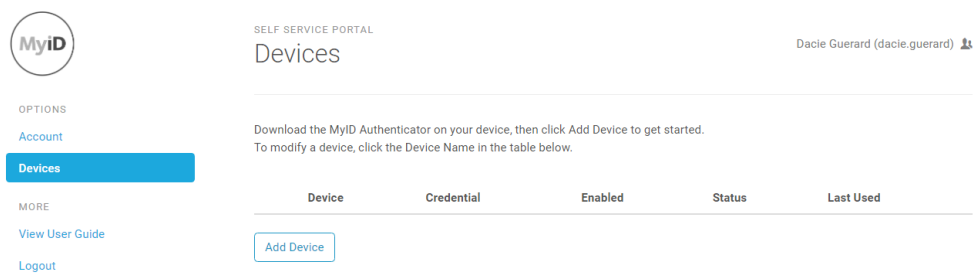 MyiD
SELF SERVICE PORTAL
Devices
Dacie Guerard (dacie.guerard)
OPTIONS
Account
Devices
MORE
View User Guide
Logout
Download the MyID Authenticator on your device, then click Add Device to get started.
To modify a device, click the Device Name in the table below.
Device Credential Enabled Status Last Used
Add Device